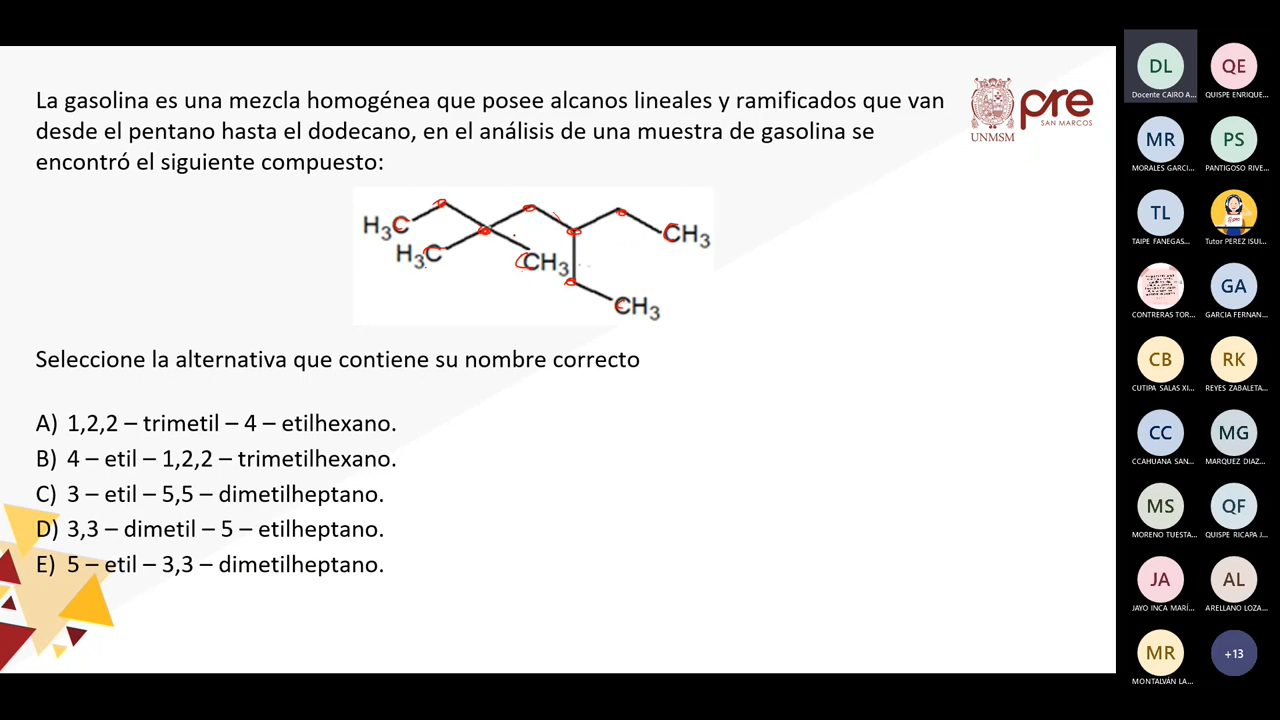 La gasolina es una mezcla homogénea que posee alcanos lineales y ramificados que van
desde el pentano hasta el dodecano, en el análisis de una muestra de gasolina se
encontró el siguiente compuesto:
UNMSM
pre
SAN MARCOS
H₃C
H₃C
CH₃
CH₃
CH₃
Seleccione la alternativa que contiene su nombre correcto
A) 1,2,2 – trimetil – 4 – etilhexano.
B) 4 – etil – 1,2,2 – trimetilhexano.
C) 3 – etil – 5,5 – dimetilheptano.
D) 3,3 – dimetil – 5 – etilheptano.
E) 5 – etil – 3,3 – dimetilheptano.
DL
Docente CAIRO A...
QE
QUISPE ENRIQUE...
MR
MORALES GARCI...
PS
PANTIGOSO RIVE...
TL
TAIPE FANEGAS...
Tutor PEREZ ISUI...
CONTRERAS TOR...
GA
GARCIA FERNAN...
CB
CUTIPA SALAS XI...
RK
REYES ZABALETA...
CC
CCAHUANA SAN...
MG
MARQUEZ DIAZ...
MS
MORENO TUESTA...
QF
QUISPE RICAPA J...
JA
JAYO INCA MARÍ...
AL
ARELLANO LOZA...
MR
MONTALVÁN LA...
+13